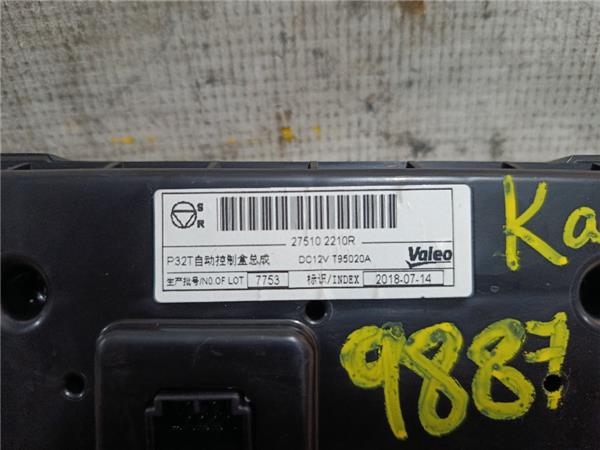 S
R
27510 2210R
P32T自动控制盒总成 DC12V T95020A Valeo
生产批号/NO.OF LOT 7753 标识/INDEX 2018-07-14
Ka
9887